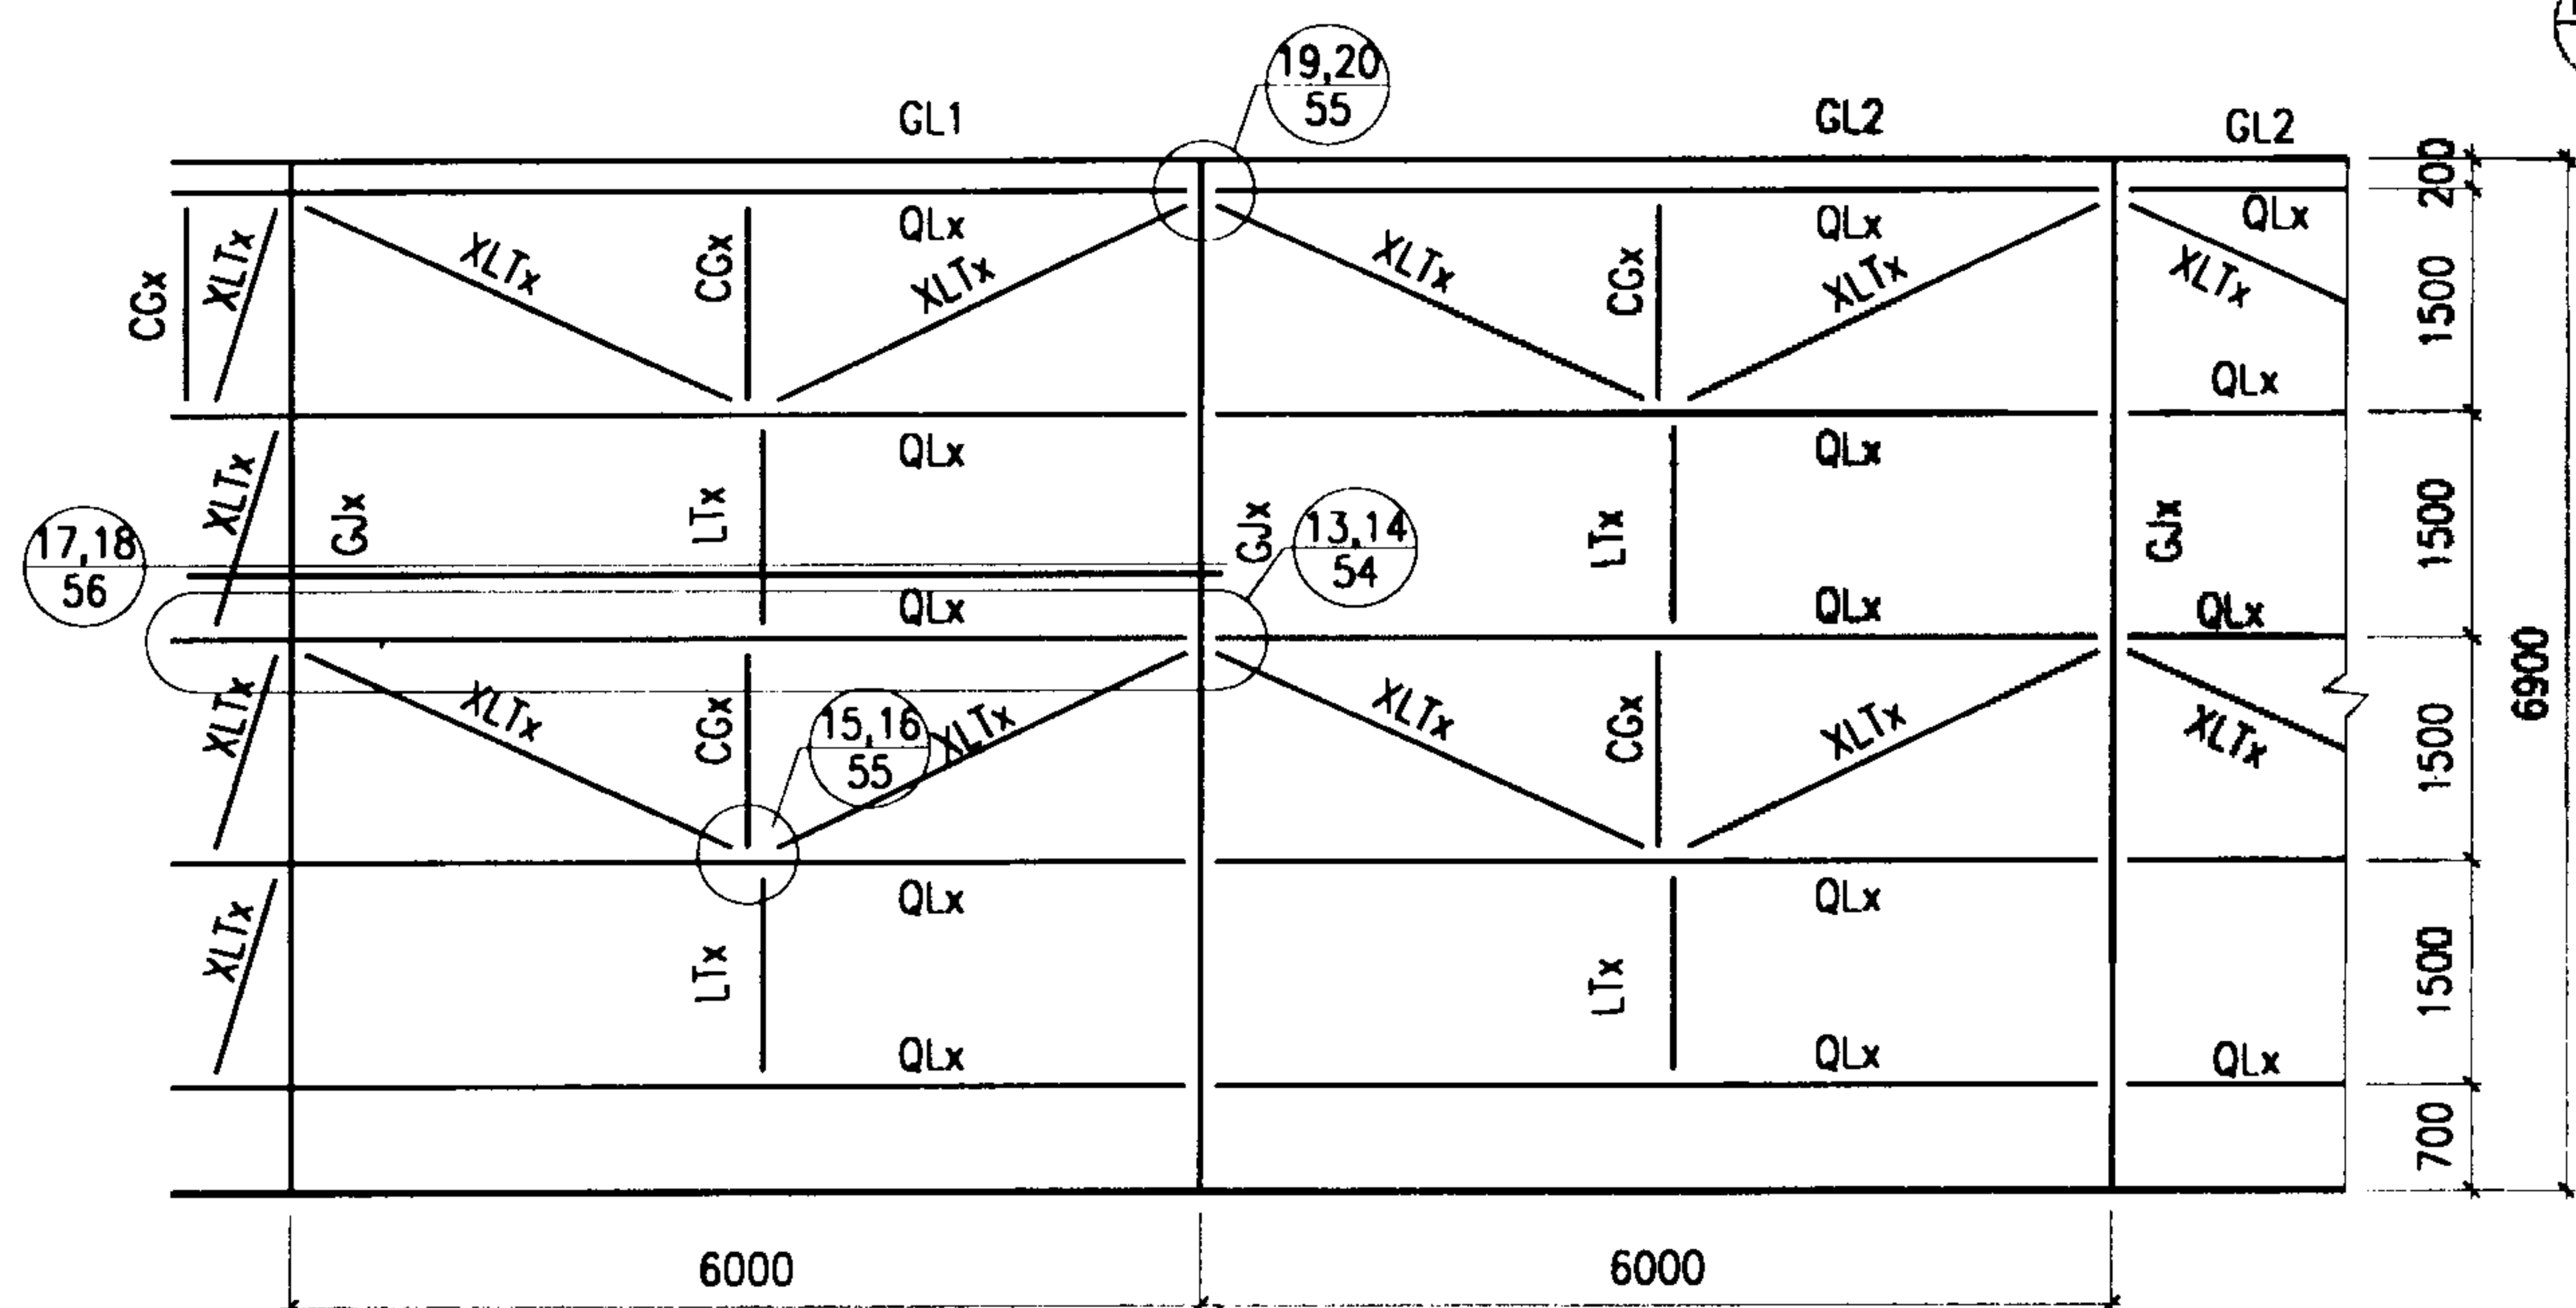 19,20
55
GL1 GL2 GL2
200
QLx QLx QLx
CGx XLTx XLTx CGx XLTx XLTx CGx XLTx XLTx
1500
QLx
QLx QLx
XLTx GJx LTx GJx LTx GJx
1500
17,18
56
13,14
54
QLx QLx QLx
6900
XLTx XLTx CGx XLTx XLTx CGx XLTx XLTx
15,16
55
1500
QLx QLx
XLTx LTx LTx
1500
QLx QLx QLx
700
6000 6000